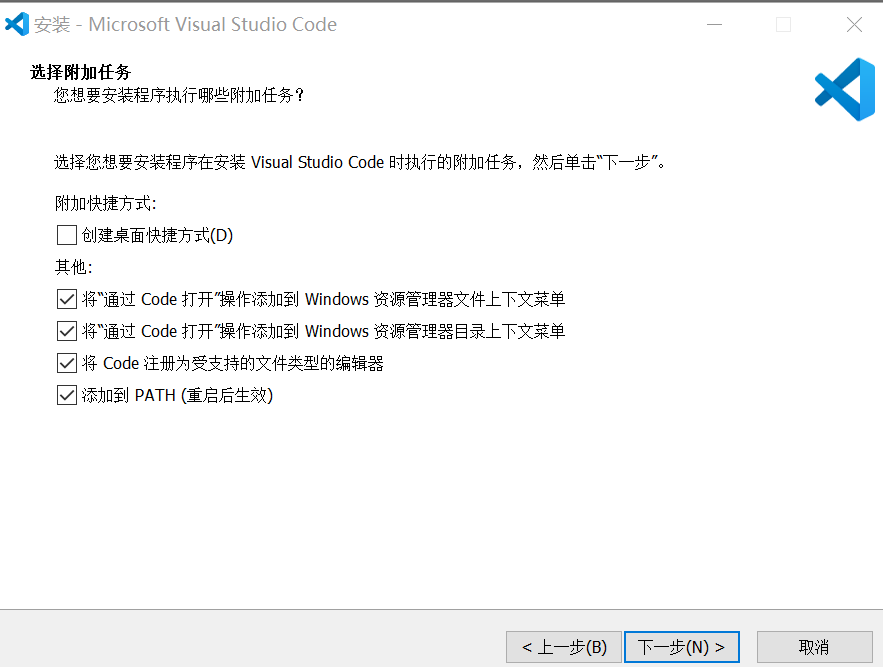 安装 - Microsoft Visual Studio Code
选择附加任务
您想要安装程序执行哪些附加任务？
选择您想要安装程序在安装 Visual Studio Code 时执行的附加任务，然后单击“下一步”。
附加快捷方式:
创建桌面快捷方式(D)
其他:
将“通过 Code 打开”操作添加到 Windows 资源管理器文件上下文菜单
将“通过 Code 打开”操作添加到 Windows 资源管理器目录上下文菜单
将 Code 注册为受支持的文件类型的编辑器
添加到 PATH (重启后生效)
< 上一步(B)
下一步(N) >
取消